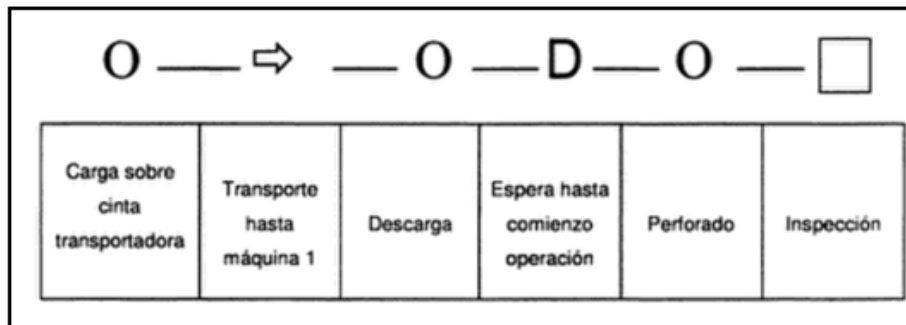 O ⇨ O D O □
Carga sobre
cinta
transportadora
Transporte
hasta
máquina 1
Descarga
Espera hasta
comienzo
operación
Perforado
Inspección